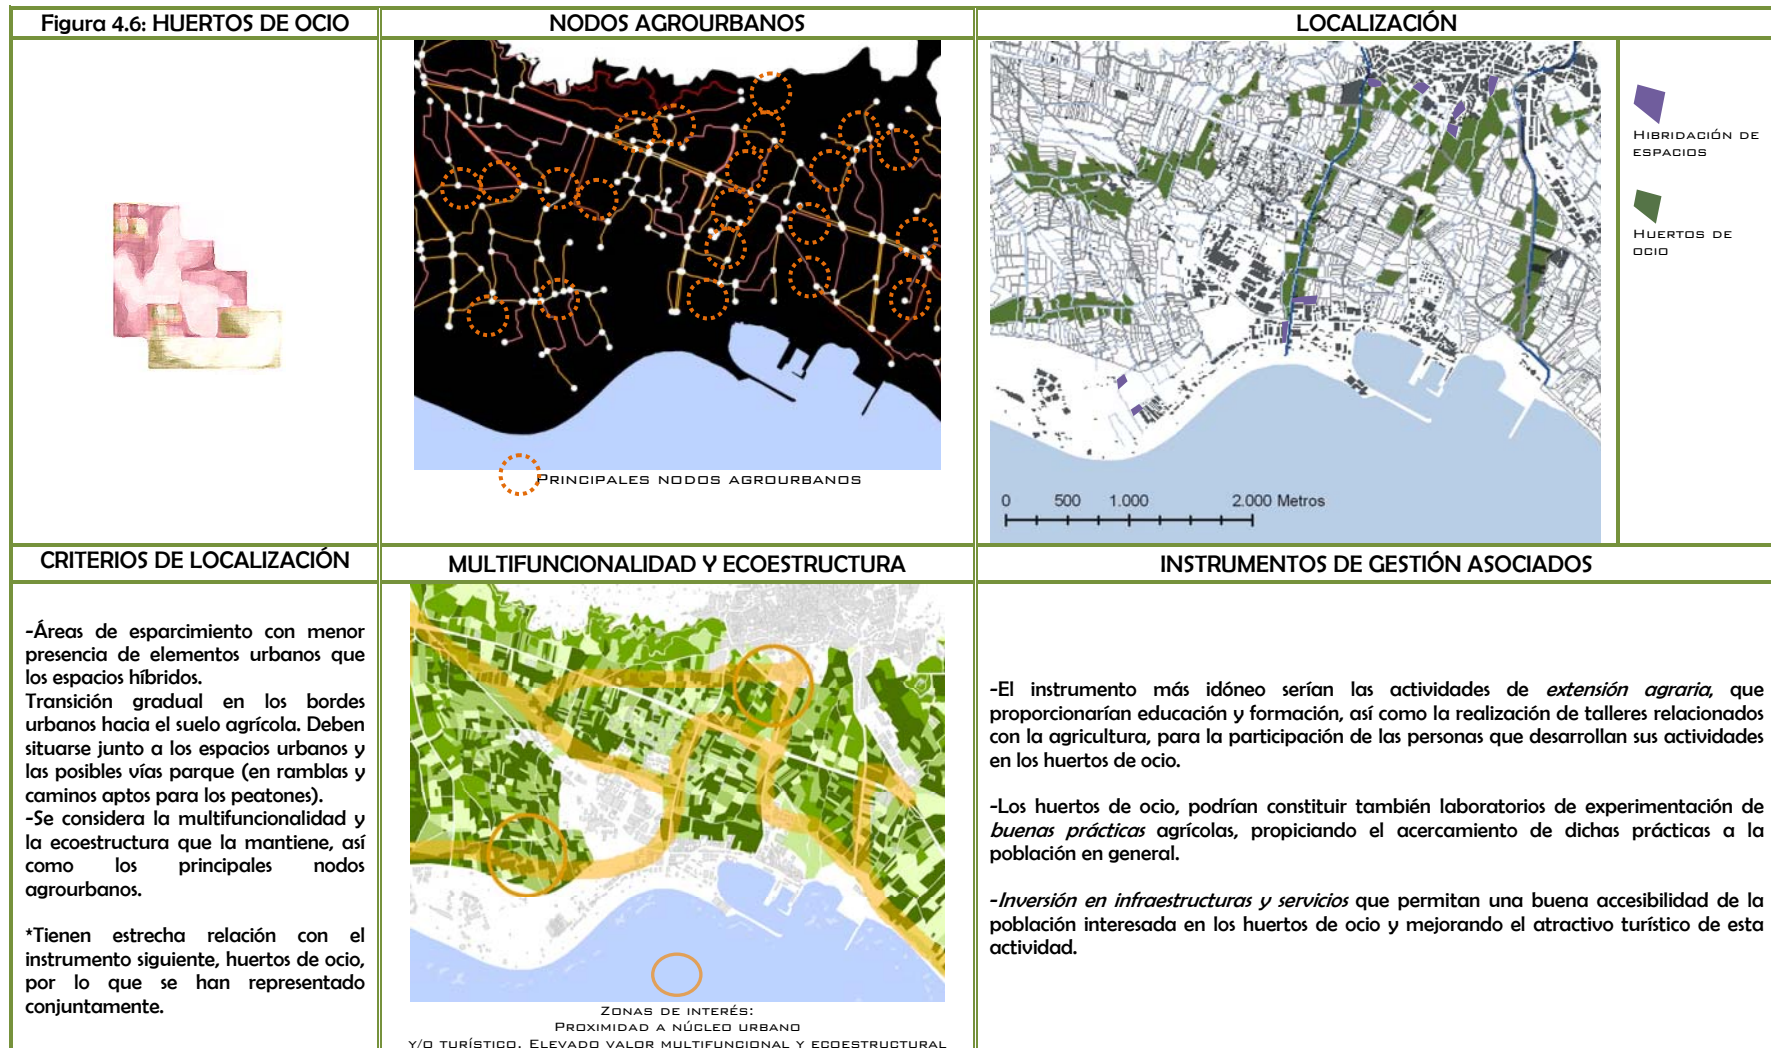 Figura 4.6: HUERTOS DE OCIO
NODOS AGROURBANOS
LOCALIZACIÓN
PRINCIPALES NODOS AGROURBANOS
0 500 1.000 2.000 Metros
HIBRIDACIÓN DE
ESPACIOS
HUERTOS DE
OCIO
CRITERIOS DE LOCALIZACIÓN
-Áreas de esparcimiento con menor
presencia de elementos urbanos que
los espacios híbridos.
Transición gradual en los bordes
urbanos hacia el suelo agrícola. Deben
situarse junto a los espacios urbanos y
las posibles vías parque (en ramblas y
caminos aptos para los peatones).
-Se considera la multifuncionalidad y
la ecoestructura que la mantiene, así
como los principales nodos
agrourbanos.
*Tienen estrecha relación con el
instrumento siguiente, huertos de ocio,
por lo que se han representado
conjuntamente.
MULTIFUNCIONALIDAD Y ECOESTRUCTURA
ZONAS DE INTERÉS:
PROXIMIDAD A NÚCLEO URBANO
Y/O TURÍSTICO. ELEVADO VALOR MULTIFUNCIONAL Y ECOESTRUCTURAL
INSTRUMENTOS DE GESTIÓN ASOCIADOS
-El instrumento más idóneo serían las actividades de extensión agraria, que
proporcionarían educación y formación, así como la realización de talleres relacionados
con la agricultura, para la participación de las personas que desarrollan sus actividades
en los huertos de ocio.
-Los huertos de ocio, podrían constituir también laboratorios de experimentación de
buenas prácticas agrícolas, propiciando el acercamiento de dichas prácticas a la
población en general.
-Inversión en infraestructuras y servicios que permitan una buena accesibilidad de la
población interesada en los huertos de ocio y mejorando el atractivo turístico de esta
actividad.